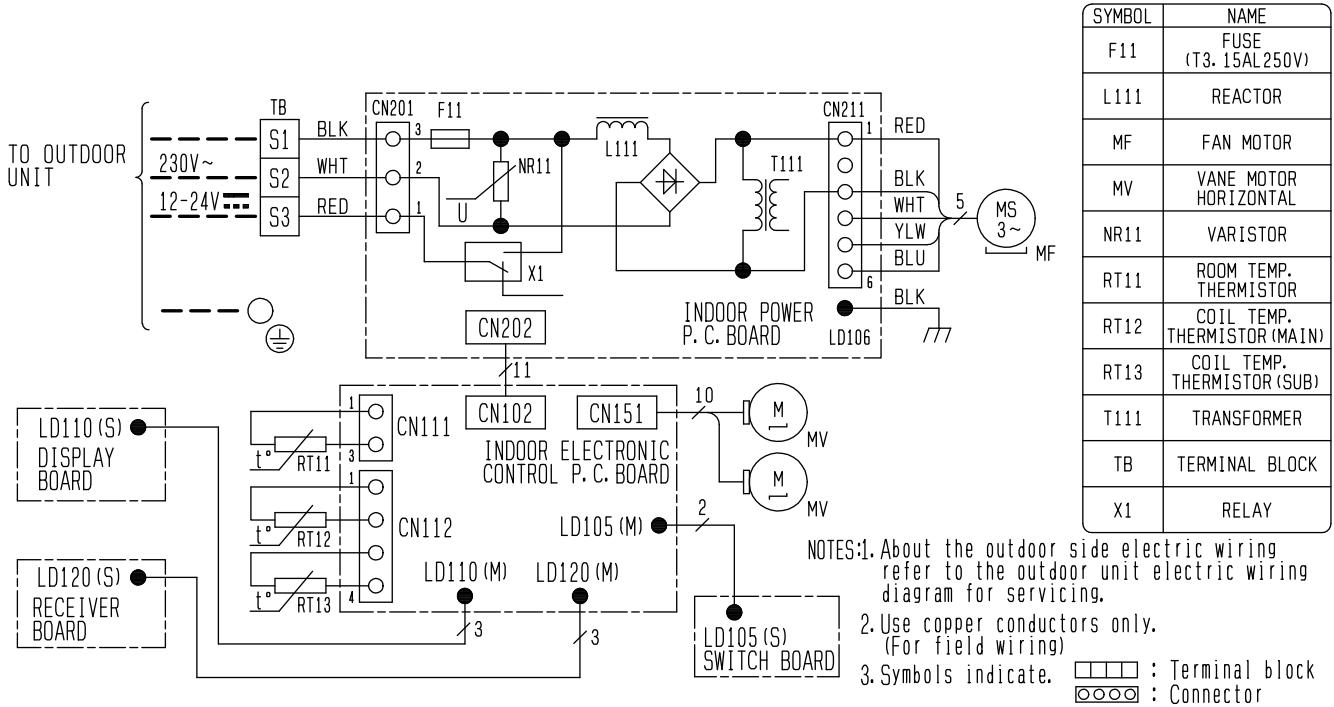 TO OUTDOOR
UNIT
230V~
12-24V
TB
S1
S2
S3
BLK
WHT
RED
CN201
3
2
1
F11
NR11
U
X1
L111
T111
CN211
1
6
RED
BLK
WHT
YLW
BLU
5
MS
3~
MF
BLK
LD106
INDOOR POWER
P.C.BOARD
CN202
11
CN102
CN151
10
M
MV
M
MV
INDOOR ELECTRONIC
CONTROL P.C.BOARD
CN111
1
3
t°
RT11
CN112
1
4
t°
RT12
t°
RT13
LD110(S)
DISPLAY
BOARD
LD120(S)
RECEIVER
BOARD
LD110(M)
LD120(M)
3
3
LD105(M)
2
LD105(S)
SWITCH BOARD
SYMBOL NAME
F11 FUSE
(T3.15AL250V)
L111 REACTOR
MF FAN MOTOR
MV VANE MOTOR
HORIZONTAL
NR11 VARISTOR
RT11 ROOM TEMP.
THERMISTOR
RT12 COIL TEMP.
THERMISTOR(MAIN)
RT13 COIL TEMP.
THERMISTOR(SUB)
T111 TRANSFORMER
TB TERMINAL BLOCK
X1 RELAY
NOTES:1. About the outdoor side electric wiring
refer to the outdoor unit electric wiring
diagram for servicing.
2. Use copper conductors only.
(For field wiring)
3. Symbols indicate.
: Terminal block
: Connector